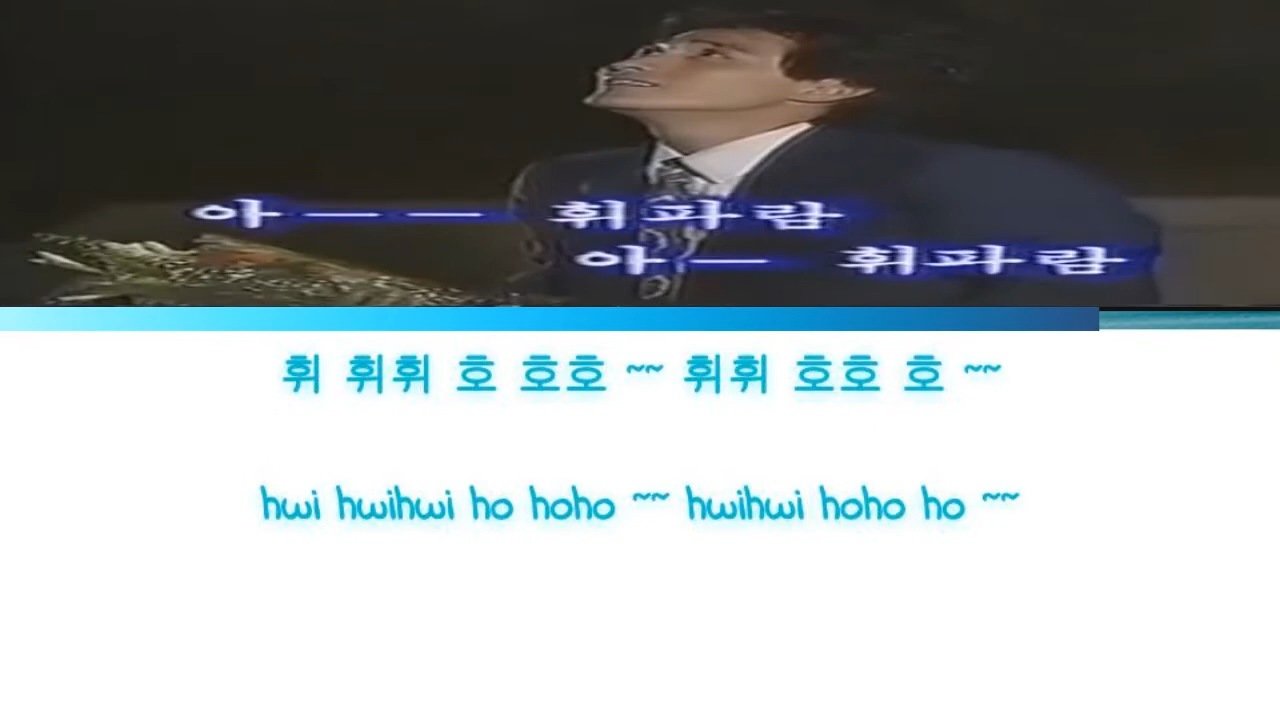 아 — — 휘파람
아 — 휘파람
휘 휘휘 호 호호 ~~ 휘휘 호호 호 ~~
hwi hwihwi ho hoho ~~ hwihwi hoho ho ~~